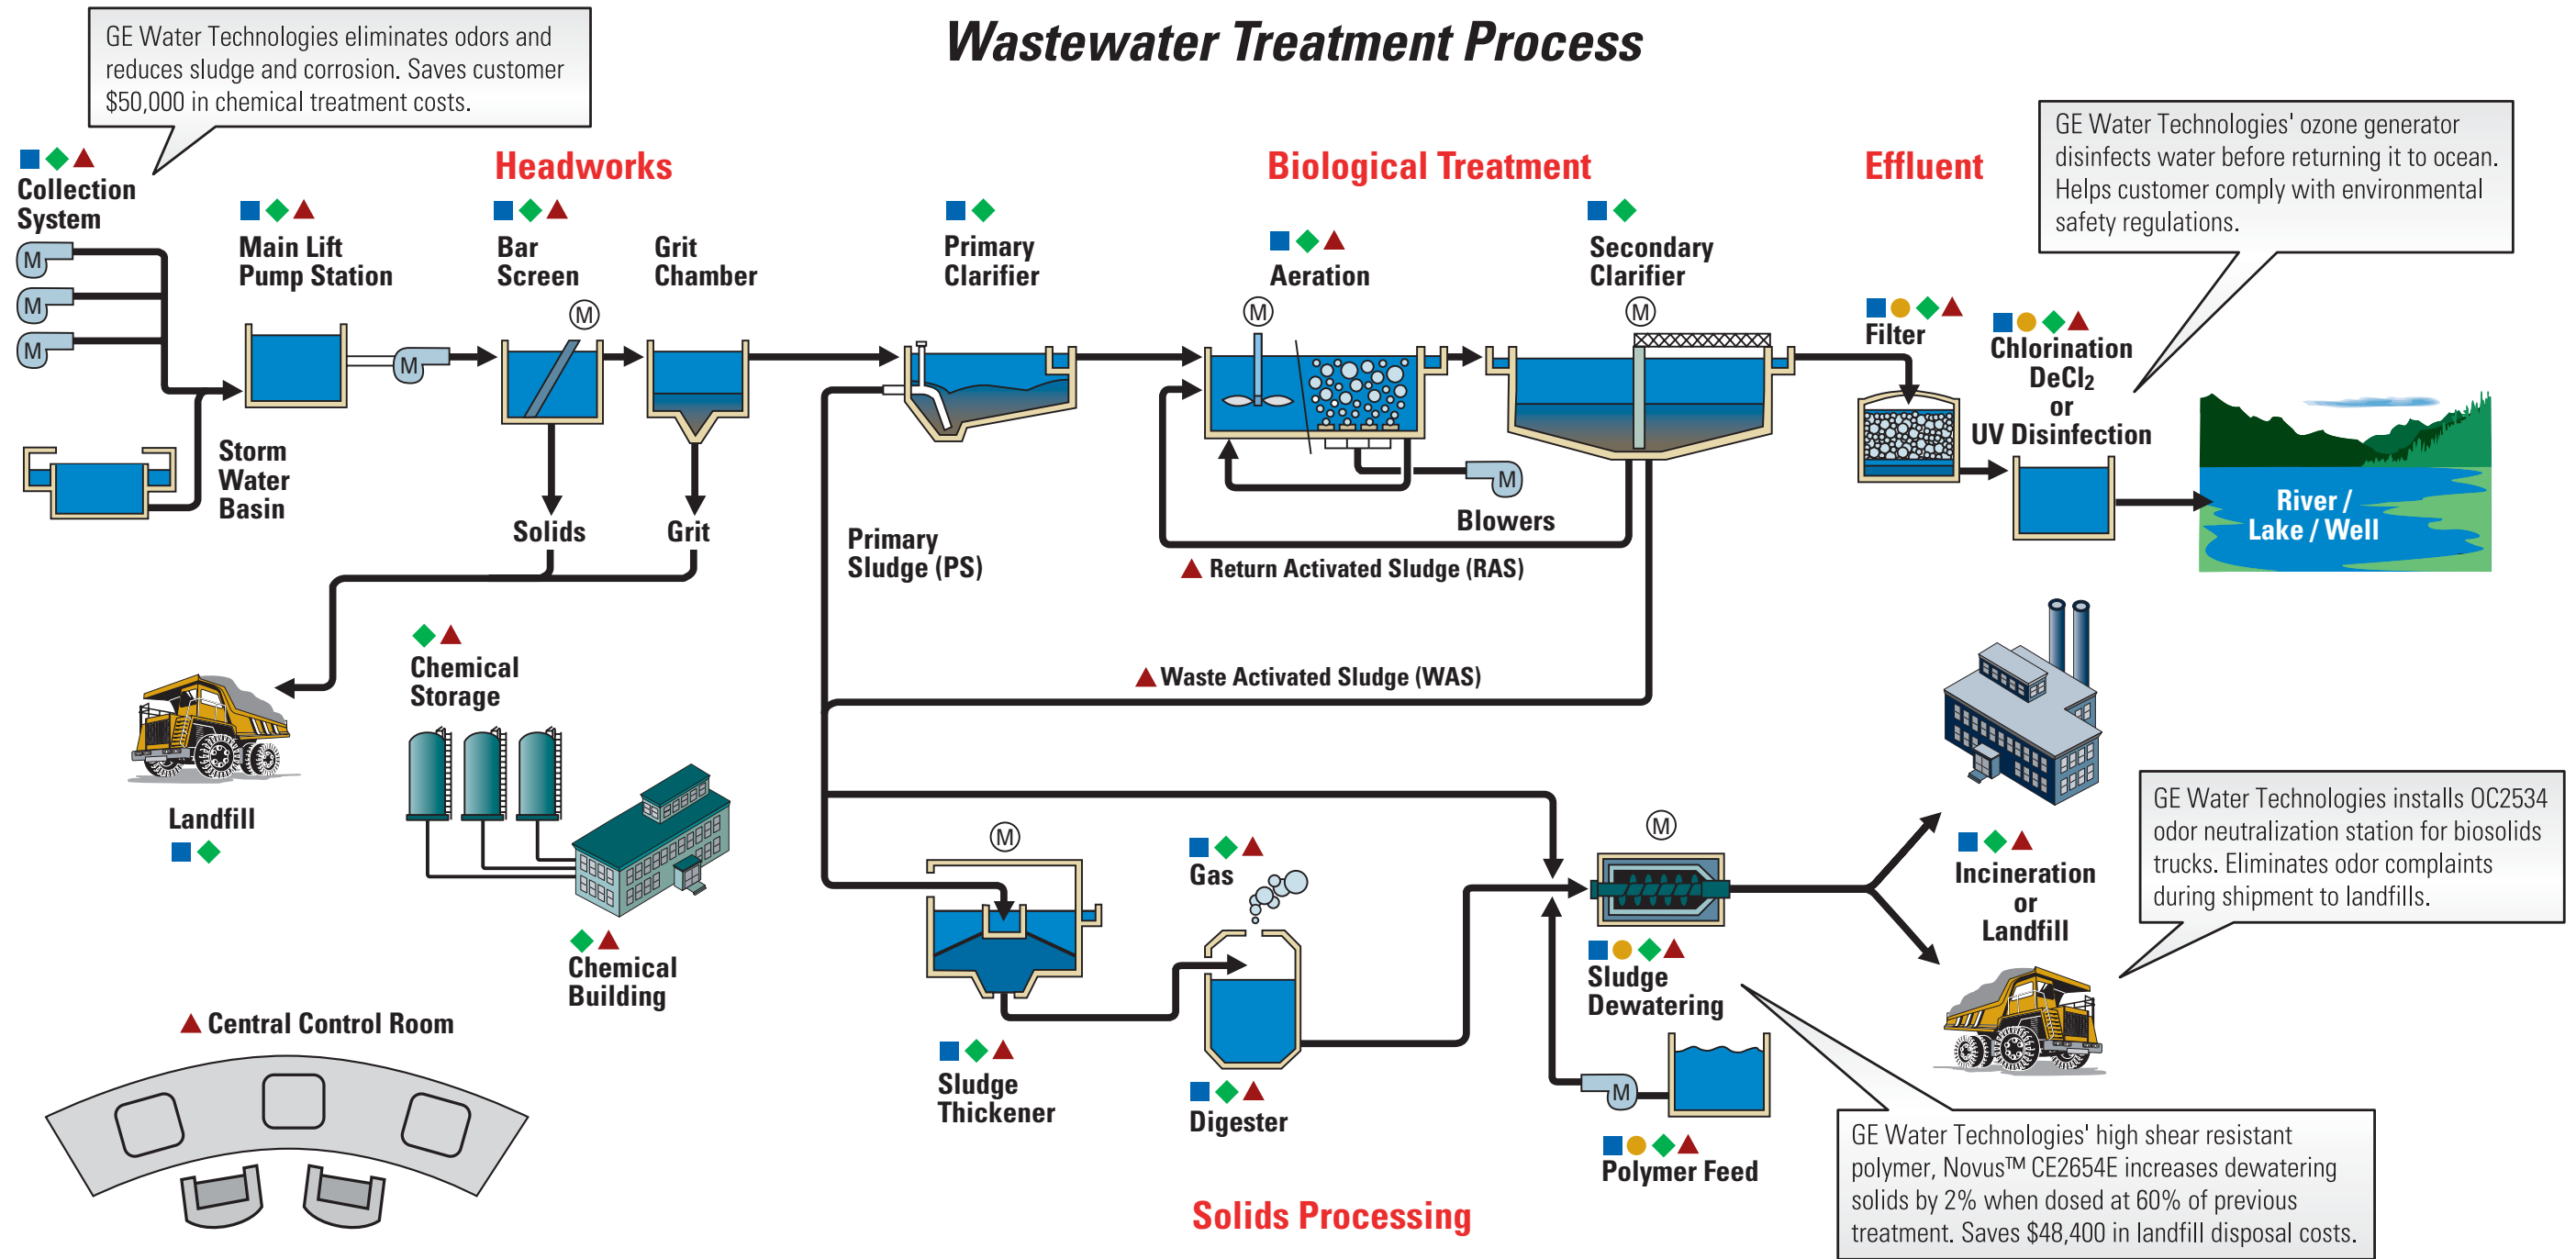 Wastewater Treatment Process
GE Water Technologies eliminates odors and
reduces sludge and corrosion. Saves customer
$50,000 in chemical treatment costs.
GE Water Technologies' ozone generator
disinfects water before returning it to ocean.
Helps customer comply with environmental
safety regulations.
Headworks
Biological Treatment
Effluent
Collection
System
M
M
M
Main Lift
Pump Station
M
Bar
Screen
M
Grit
Chamber
Primary
Clarifier
Aeration
M
Secondary
Clarifier
M
Filter
Chlorination
DeCl2
or
UV Disinfection
River /
Lake / Well
Storm
Water
Basin
Solids
Grit
Primary
Sludge (PS)
M
Blowers
Return Activated Sludge (RAS)
Waste Activated Sludge (WAS)
Chemical
Storage
Landfill
Chemical
Building
Central Control Room
M
Sludge
Thickener
Gas
Digester
M
Sludge
Dewatering
M
Polymer Feed
Incineration
or
Landfill
GE Water Technologies installs OC2534
odor neutralization station for biosolids
trucks. Eliminates odor complaints
during shipment to landfills.
GE Water Technologies' high shear resistant
polymer, Novus™ CE2654E increases dewatering
solids by 2% when dosed at 60% of previous
treatment. Saves $48,400 in landfill disposal costs.
Solids Processing